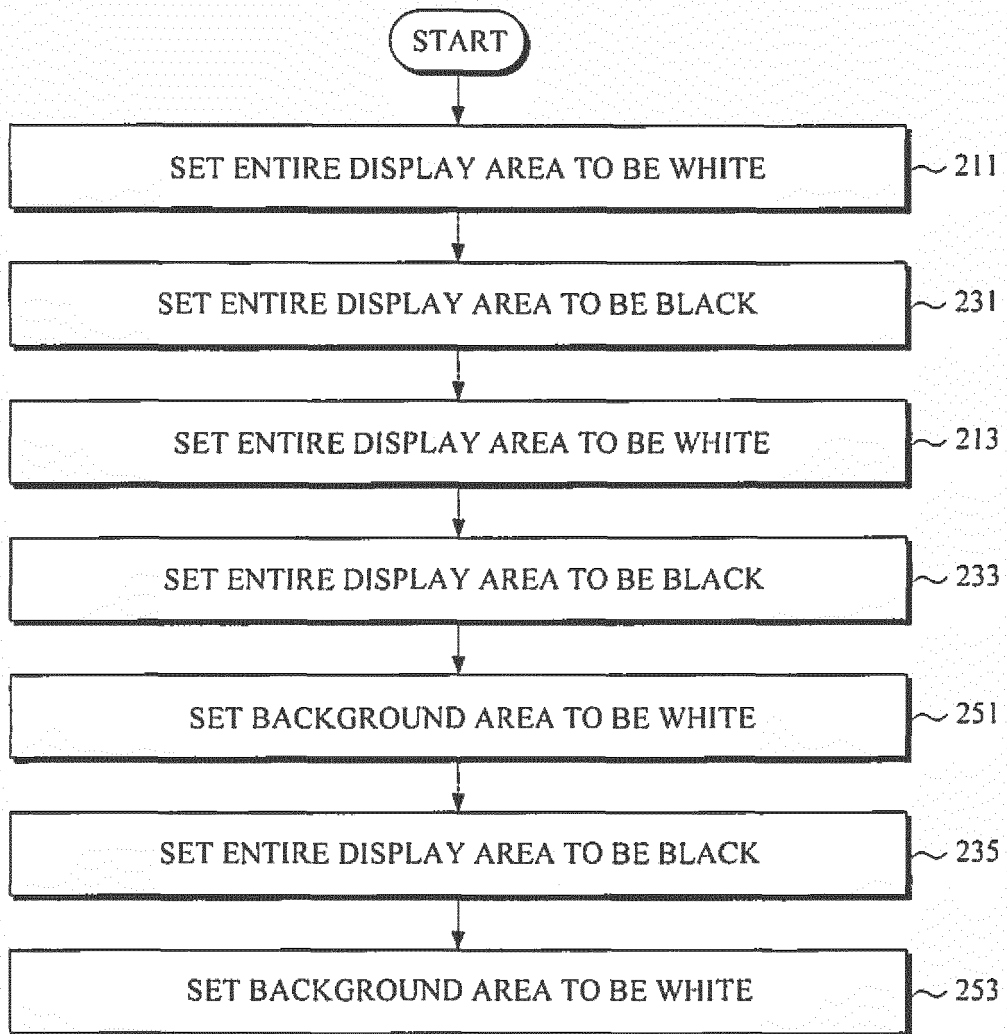 START
SET ENTIRE DISPLAY AREA TO BE WHITE 211
SET ENTIRE DISPLAY AREA TO BE BLACK 231
SET ENTIRE DISPLAY AREA TO BE WHITE 213
SET ENTIRE DISPLAY AREA TO BE BLACK 233
SET BACKGROUND AREA TO BE WHITE 251
SET ENTIRE DISPLAY AREA TO BE BLACK 235
SET BACKGROUND AREA TO BE WHITE 253